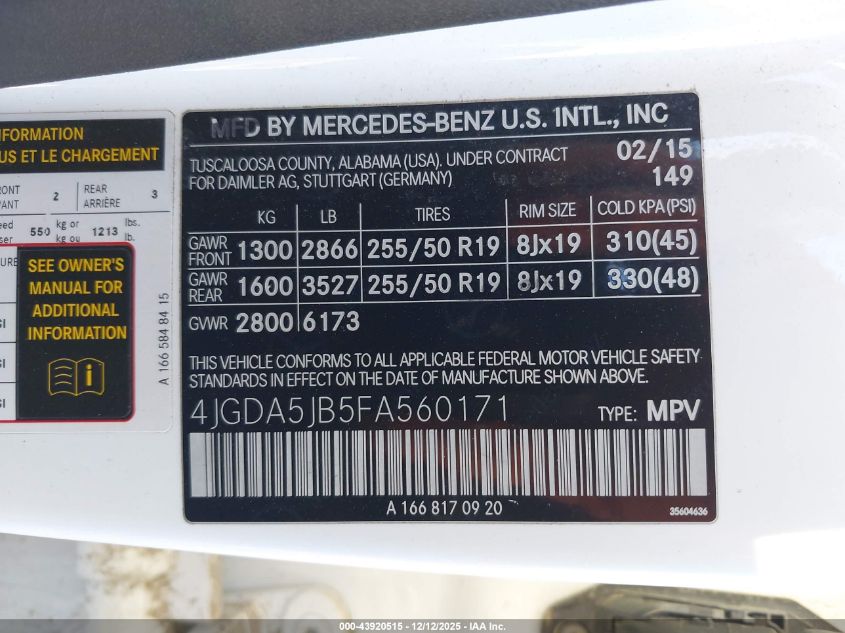 INFORMATION
US ET LE CHARGEMENT
FRONT 2 REAR 3
ARRIÈRE
550 kg or 1213 lbs.
kg ou lb.
SEE OWNER'S
MANUAL FOR
ADDITIONAL
INFORMATION
i
A 166 584 84 15
MFD BY MERCEDES-BENZ U.S. INTL., INC
TUSCALOOSA COUNTY, ALABAMA (USA). UNDER CONTRACT 02/15
FOR DAIMLER AG, STUTTGART (GERMANY) 149
KG LB TIRES RIM SIZE COLD KPA(PSI)
GAWR FRONT 1300 2866 255/50 R19 8Jx19 310(45)
GAWR REAR 1600 3527 255/50 R19 8Jx19 330(48)
GVWR 2800 6173
THIS VEHICLE CONFORMS TO ALL APPLICABLE FEDERAL MOTOR VEHICLE SAFETY
STANDARDS IN EFFECT ON THE DATE OF MANUFACTURE SHOWN ABOVE.
4JGDA5JB5FA560171 TYPE: MPV
A 166 817 09 20
35604636
000-43920515 - 12/12/2025 - IAA Inc.